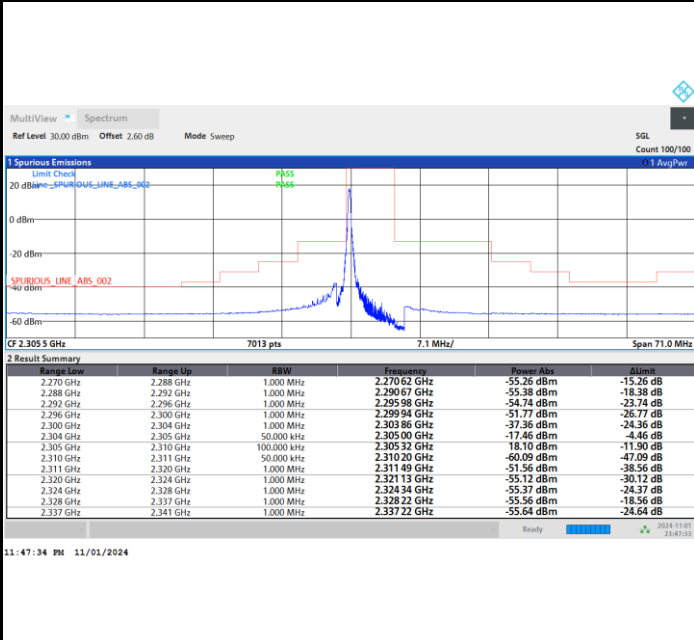 MultiView Spectrum
Ref Level 30.00 dBm Offset 2.60 dB Mode Sweep SGL
Count 100/100
1 Spurious Emissions 1 AvgPwr
Limit Check PASS
20 dBm Line _SPURIOUS_LINE_ABS_002 PASS
0 dBm
-20 dBm
_SPURIOUS_LINE_ABS_002
-40 dBm
-60 dBm
CF 2.305 5 GHz 7013 pts 7.1 MHz/ Span 71.0 MHz
2 Result Summary
Range Low Range Up RBW Frequency Power Abs ΔLimit
2.270 GHz 2.288 GHz 1.000 MHz 2.270 62 GHz -55.26 dBm -15.26 dB
2.288 GHz 2.292 GHz 1.000 MHz 2.290 67 GHz -55.38 dBm -18.38 dB
2.292 GHz 2.296 GHz 1.000 MHz 2.295 98 GHz -54.74 dBm -23.74 dB
2.296 GHz 2.300 GHz 1.000 MHz 2.299 94 GHz -51.77 dBm -26.77 dB
2.300 GHz 2.304 GHz 1.000 MHz 2.303 86 GHz -37.36 dBm -24.36 dB
2.304 GHz 2.305 GHz 50.000 kHz 2.305 00 GHz -17.46 dBm -4.46 dB
2.305 GHz 2.310 GHz 100.000 kHz 2.305 32 GHz 18.10 dBm -11.90 dB
2.310 GHz 2.311 GHz 50.000 kHz 2.310 20 GHz -60.09 dBm -47.09 dB
2.311 GHz 2.320 GHz 1.000 MHz 2.311 49 GHz -51.56 dBm -38.56 dB
2.320 GHz 2.324 GHz 1.000 MHz 2.321 13 GHz -55.12 dBm -30.12 dB
2.324 GHz 2.328 GHz 1.000 MHz 2.324 34 GHz -55.37 dBm -24.37 dB
2.328 GHz 2.337 GHz 1.000 MHz 2.328 22 GHz -55.56 dBm -18.56 dB
2.337 GHz 2.341 GHz 1.000 MHz 2.337 22 GHz -55.64 dBm -24.64 dB
Ready 2024-11-01
23:47:33
11:47:34 PM 11/01/2024